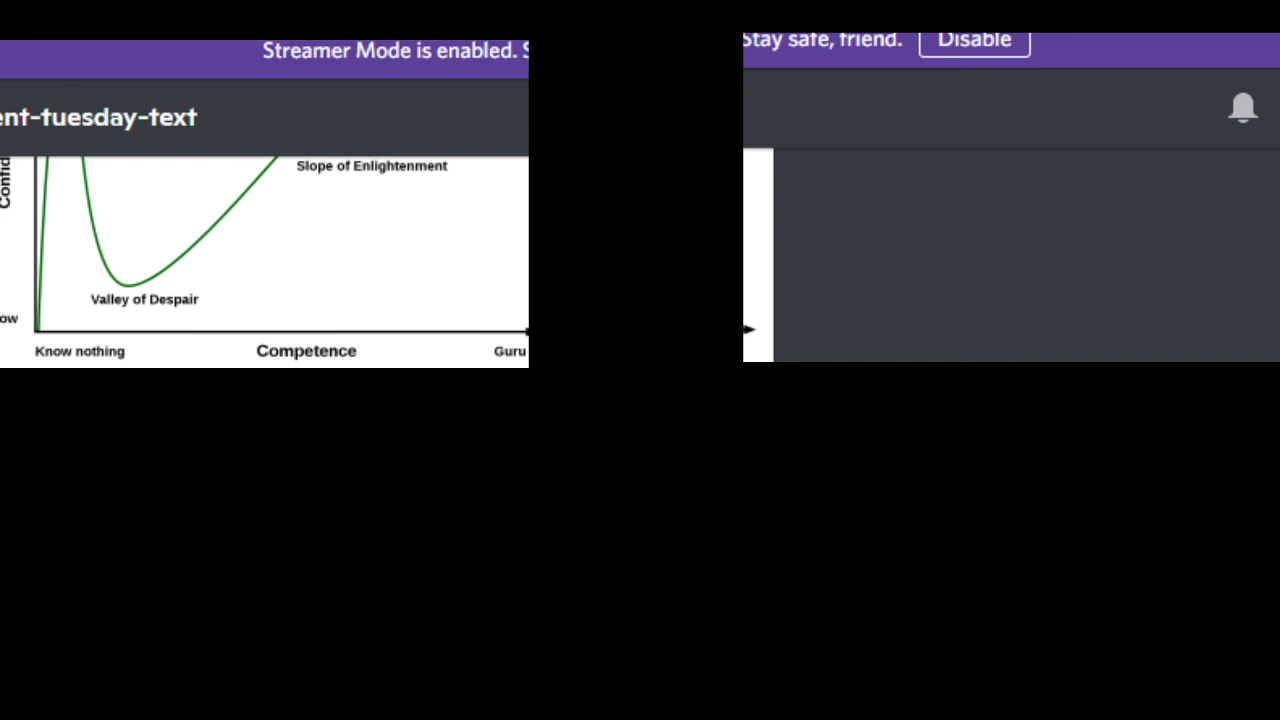 Streamer Mode is enabled. S
Stay safe, friend. Disable
ent-tuesday-text
Confid
Slope of Enlightenment
Valley of Despair
ow
Know nothing Competence Guru